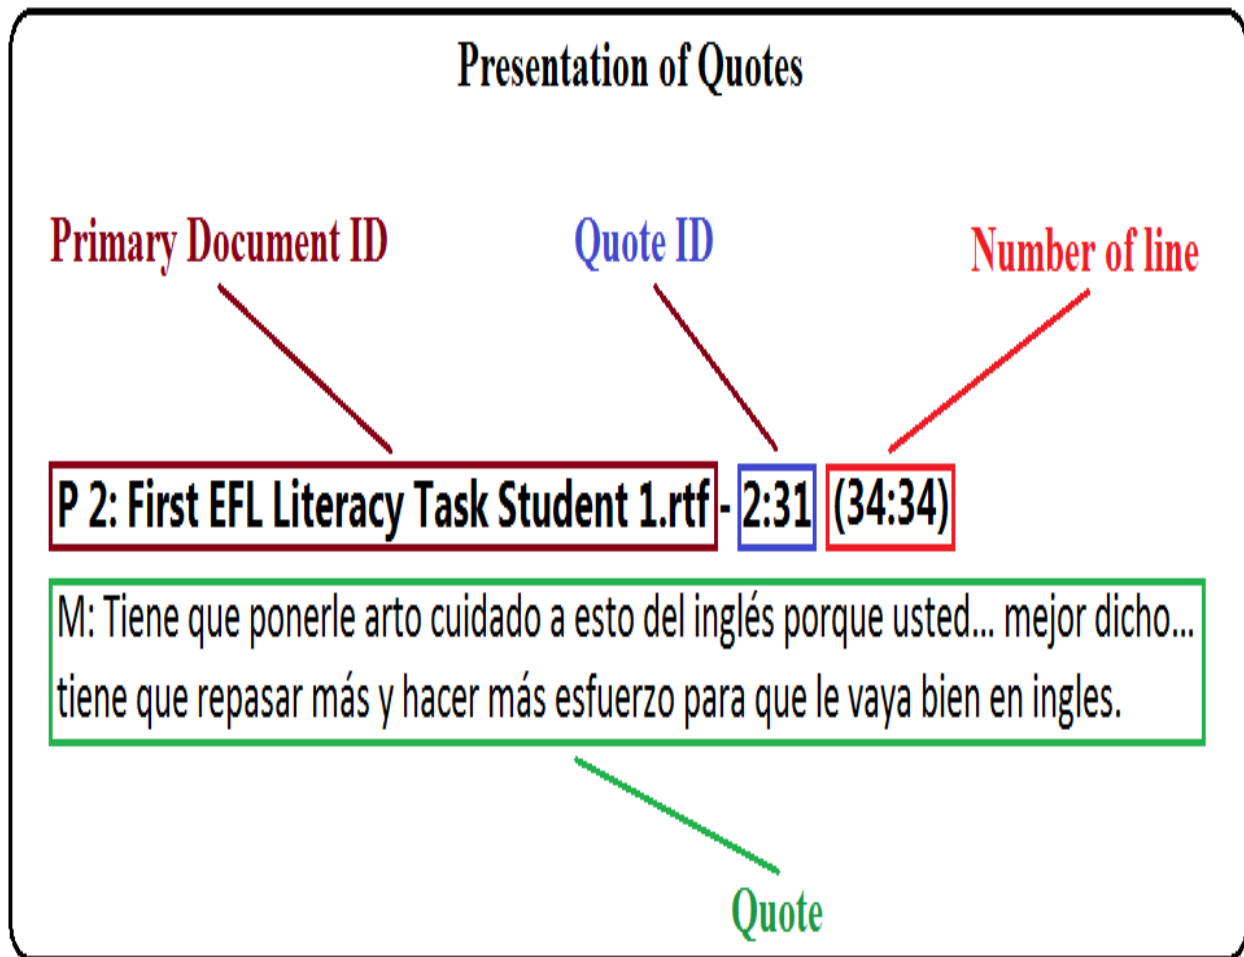 Presentation of Quotes
Primary Document ID
Quote ID
Number of line
P 2: First EFL Literacy Task Student 1.rtf - 2:31 (34:34)
M: Tiene que ponerle arto cuidado a esto del inglés porque usted... mejor dicho...
tiene que repasar más y hacer más esfuerzo para que le vaya bien en ingles.
Quote